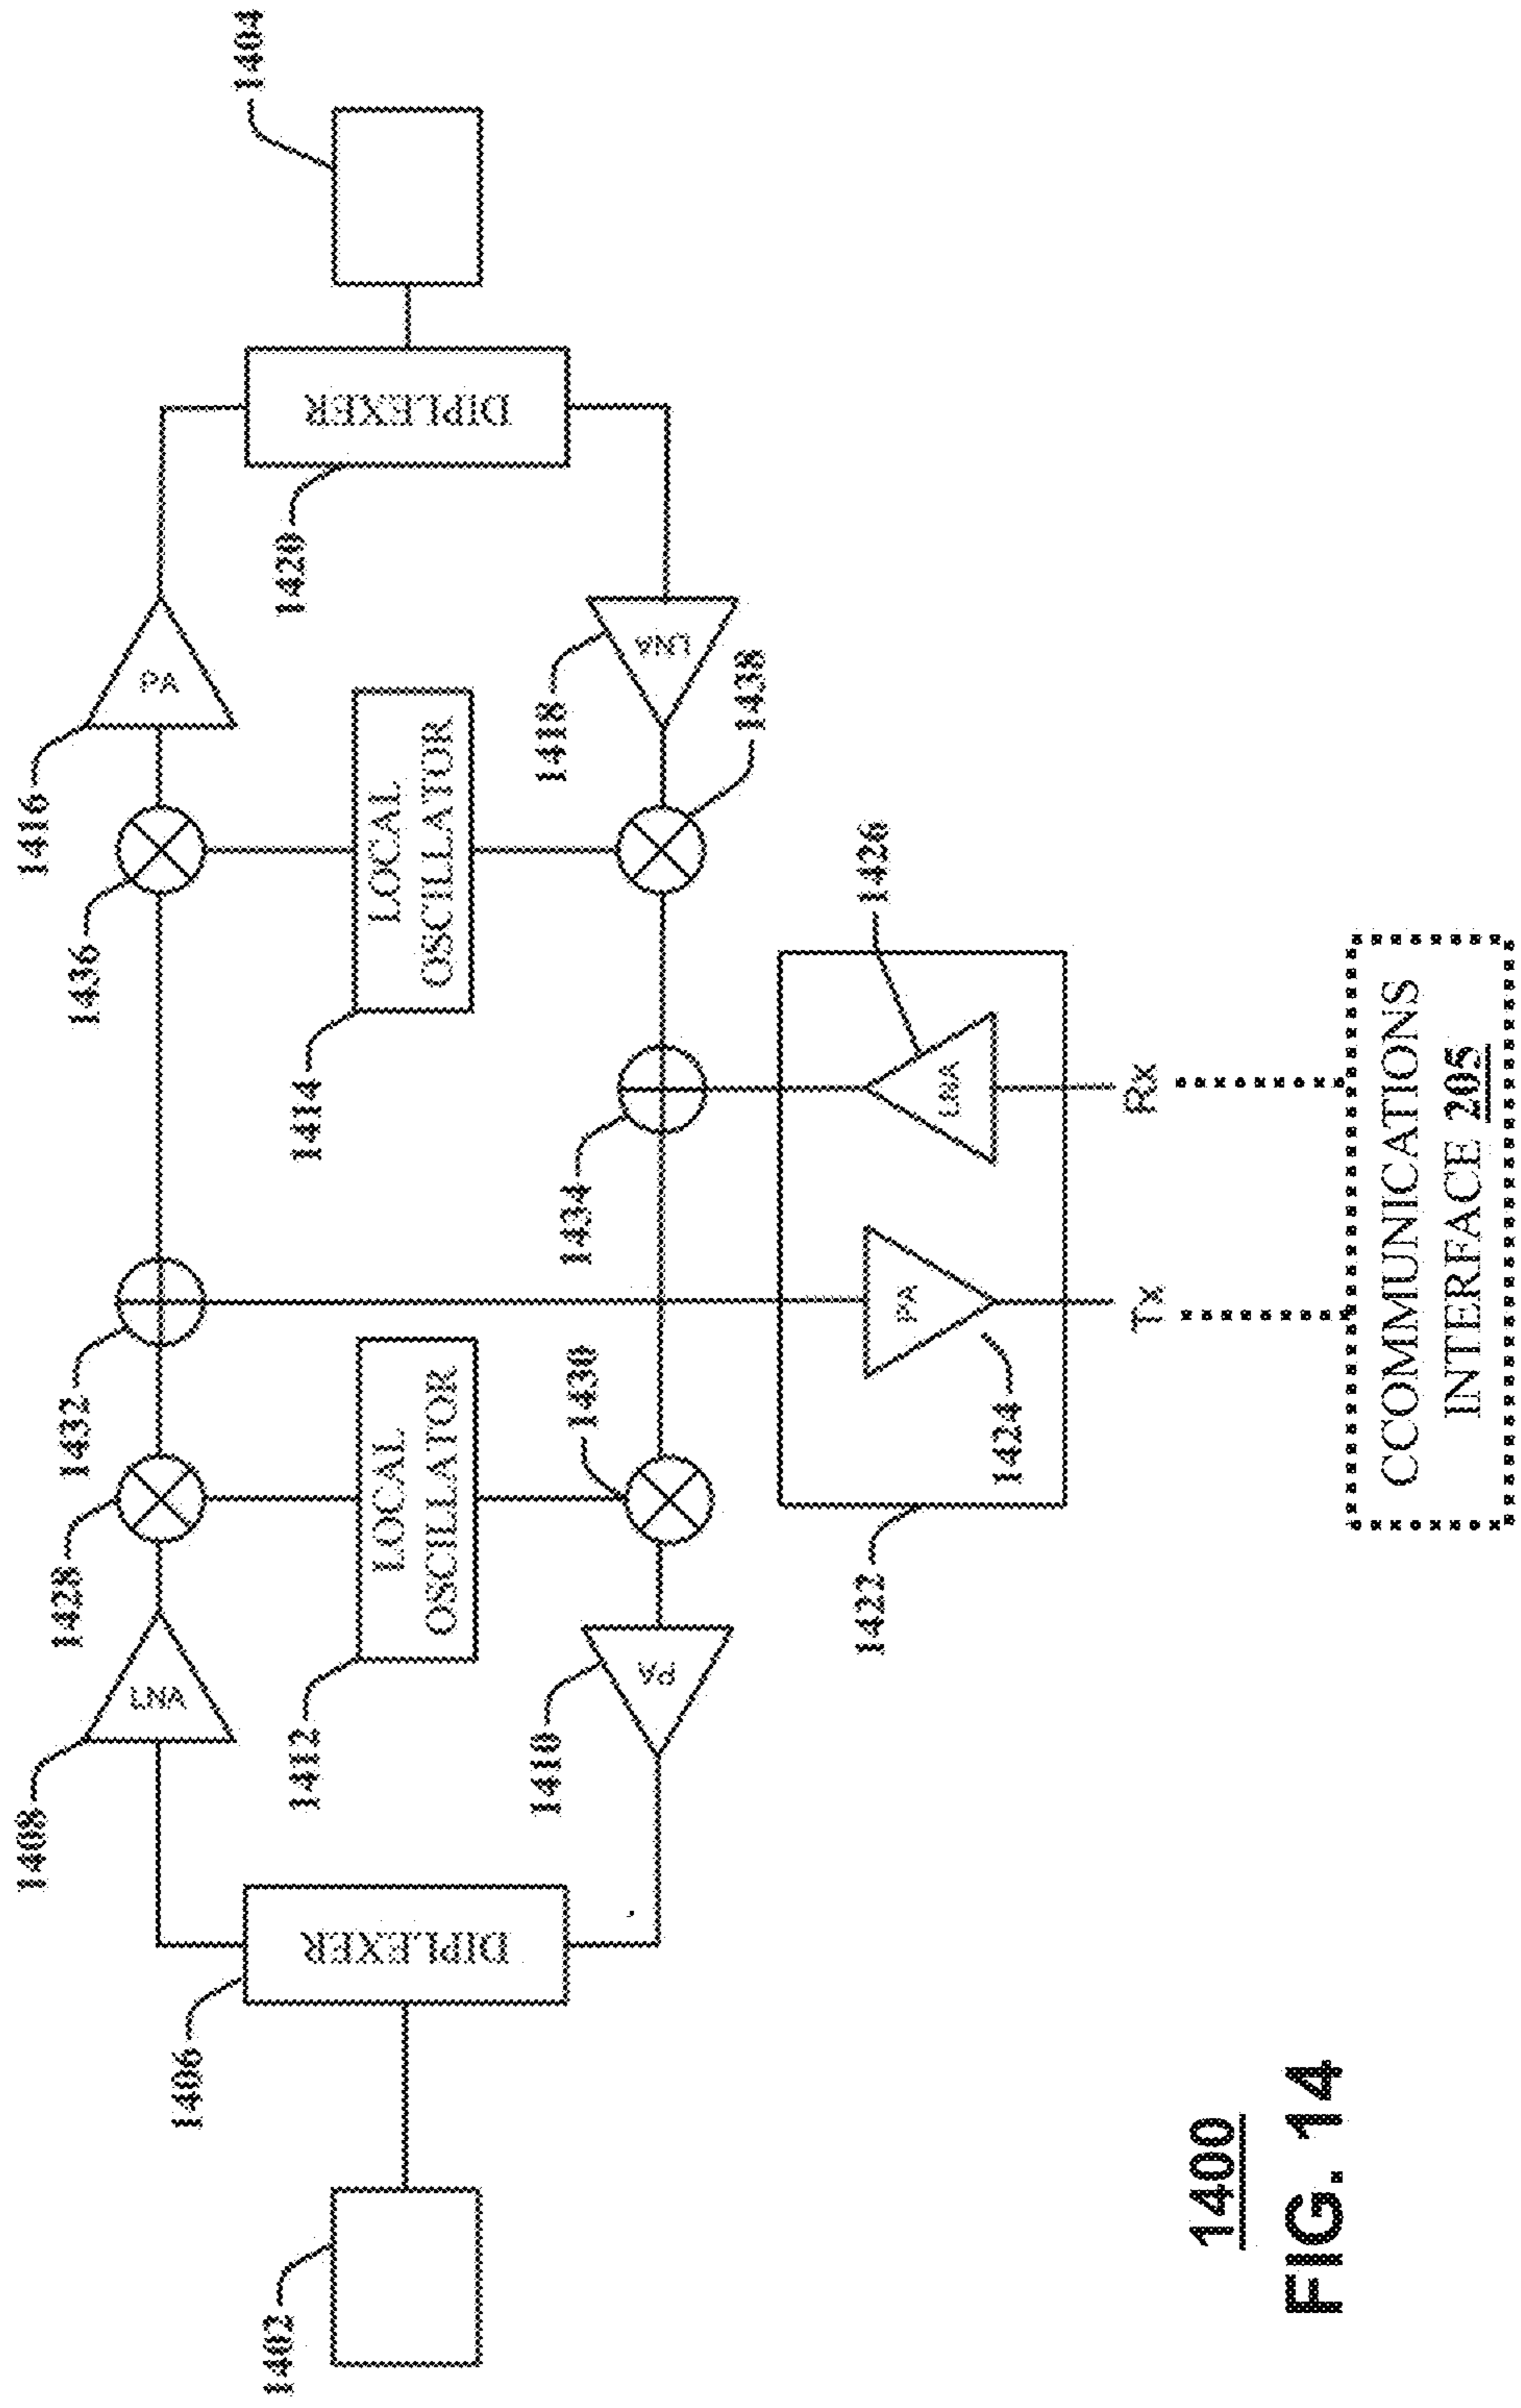 1404
1416
PA
1436
1420
DIPLEXER
LOCAL
OSCILLATOR
1414
1418
LNA
1438
1432
1434
1426
LNA
Rx
1428
LOCAL
OSCILLATOR
1412
1430
PA
1424
Tx
1422
CCOMMUNICATIONS
INTERFACE 205
1408
LNA
1410
PA
1406
DIPLEXER
1402
1400
FIG. 14